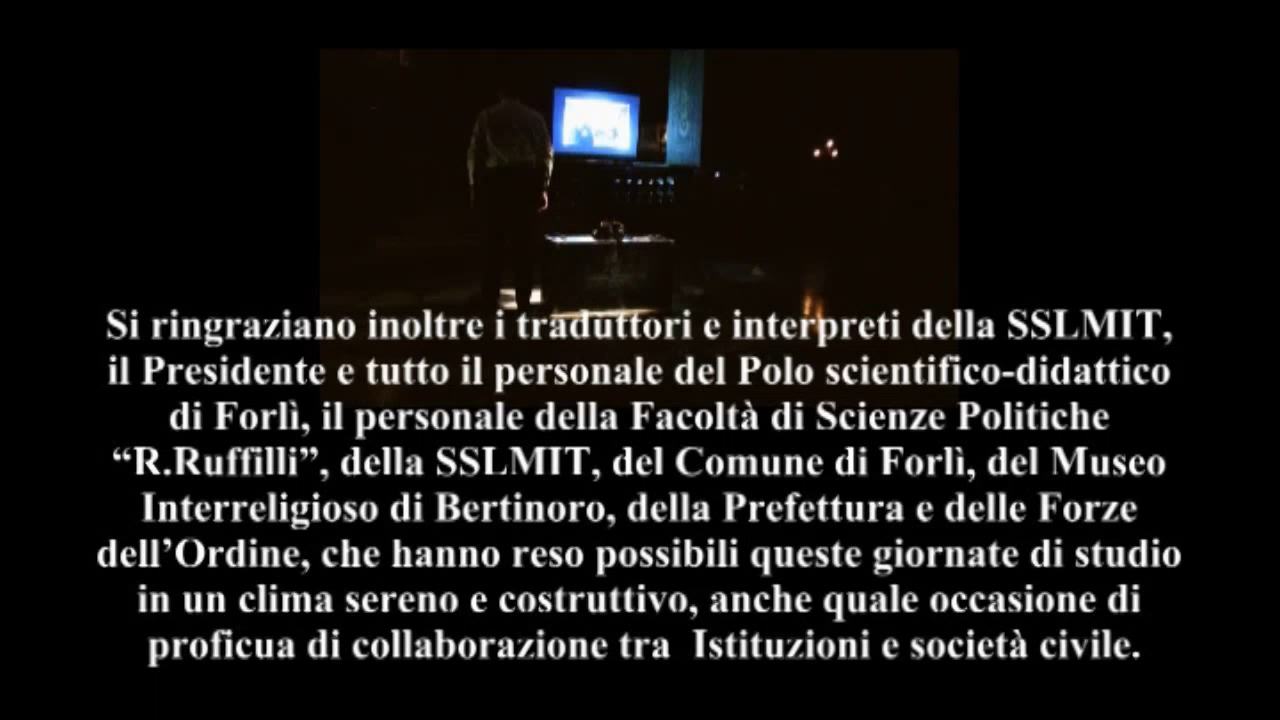 Si ringraziano inoltre i traduttori e interpreti della SSLMIT,
il Presidente e tutto il personale del Polo scientifico-didattico
di Forlì, il personale della Facoltà di Scienze Politiche
“R.Ruffilli”, della SSLMIT, del Comune di Forlì, del Museo
Interreligioso di Bertinoro, della Prefettura e delle Forze
dell’Ordine, che hanno reso possibili queste giornate di studio
in un clima sereno e costruttivo, anche quale occasione di
proficua di collaborazione tra  Istituzioni e società civile.